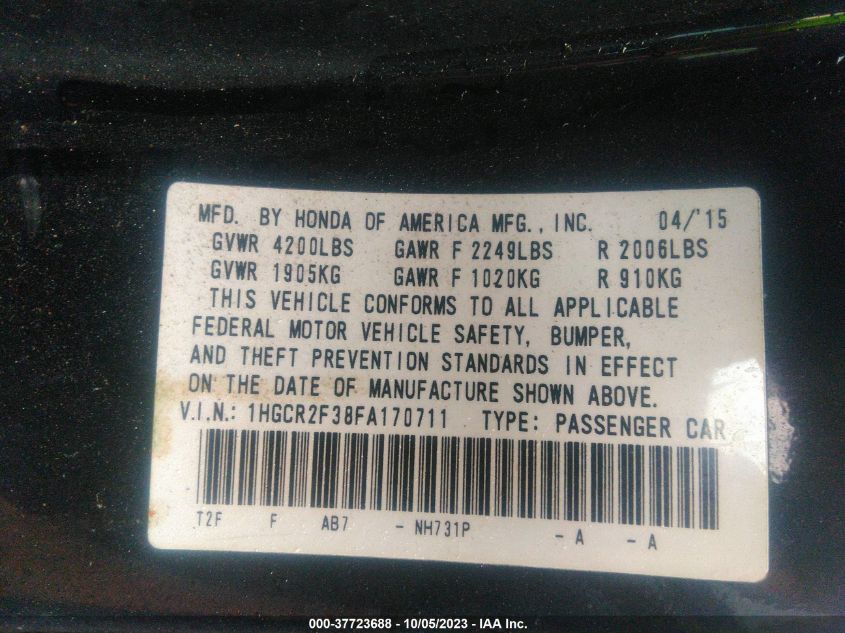 MFD. BY HONDA OF AMERICA MFG., INC. 04/'15
GVWR 4200LBS GAWR F 2249LBS R 2006LBS
GVWR 1905KG GAWR F 1020KG R 910KG
THIS VEHICLE CONFORMS TO ALL APPLICABLE
FEDERAL MOTOR VEHICLE SAFETY, BUMPER,
AND THEFT PREVENTION STANDARDS IN EFFECT
ON THE DATE OF MANUFACTURE SHOWN ABOVE.
V.I.N.: 1HGCR2F38FA170711 TYPE: PASSENGER CAR
T2F F AB7 - NH731P - A - A
000-37723688 - 10/05/2023 - IAA Inc.